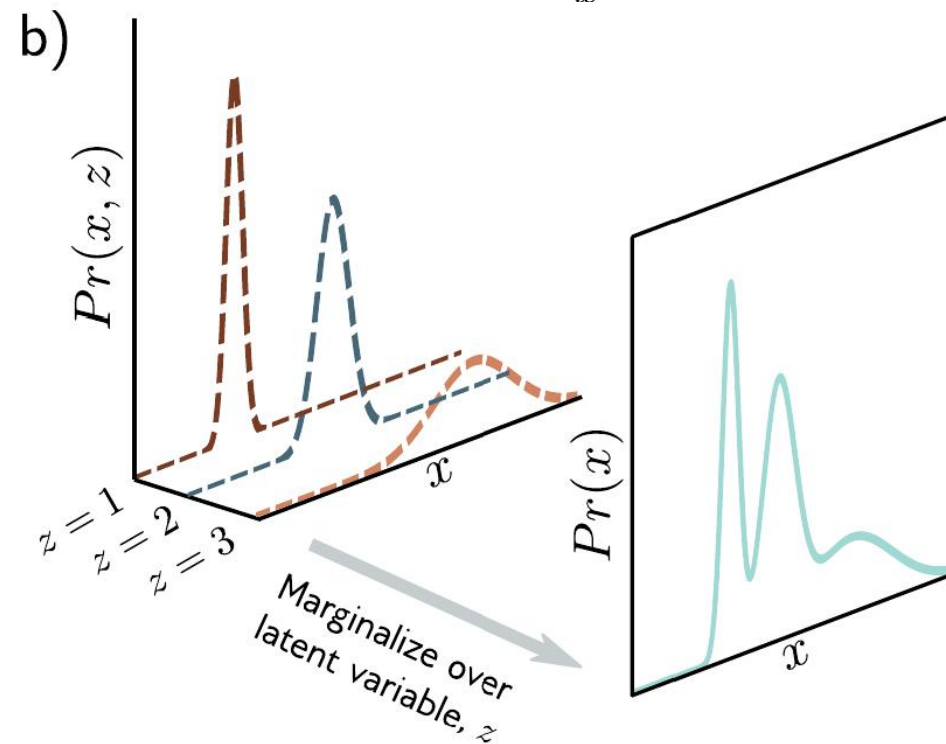 b)
Pr(x, z)
x
z = 1
z = 2
z = 3
Marginalize over
latent variable, z
Pr(x)
x